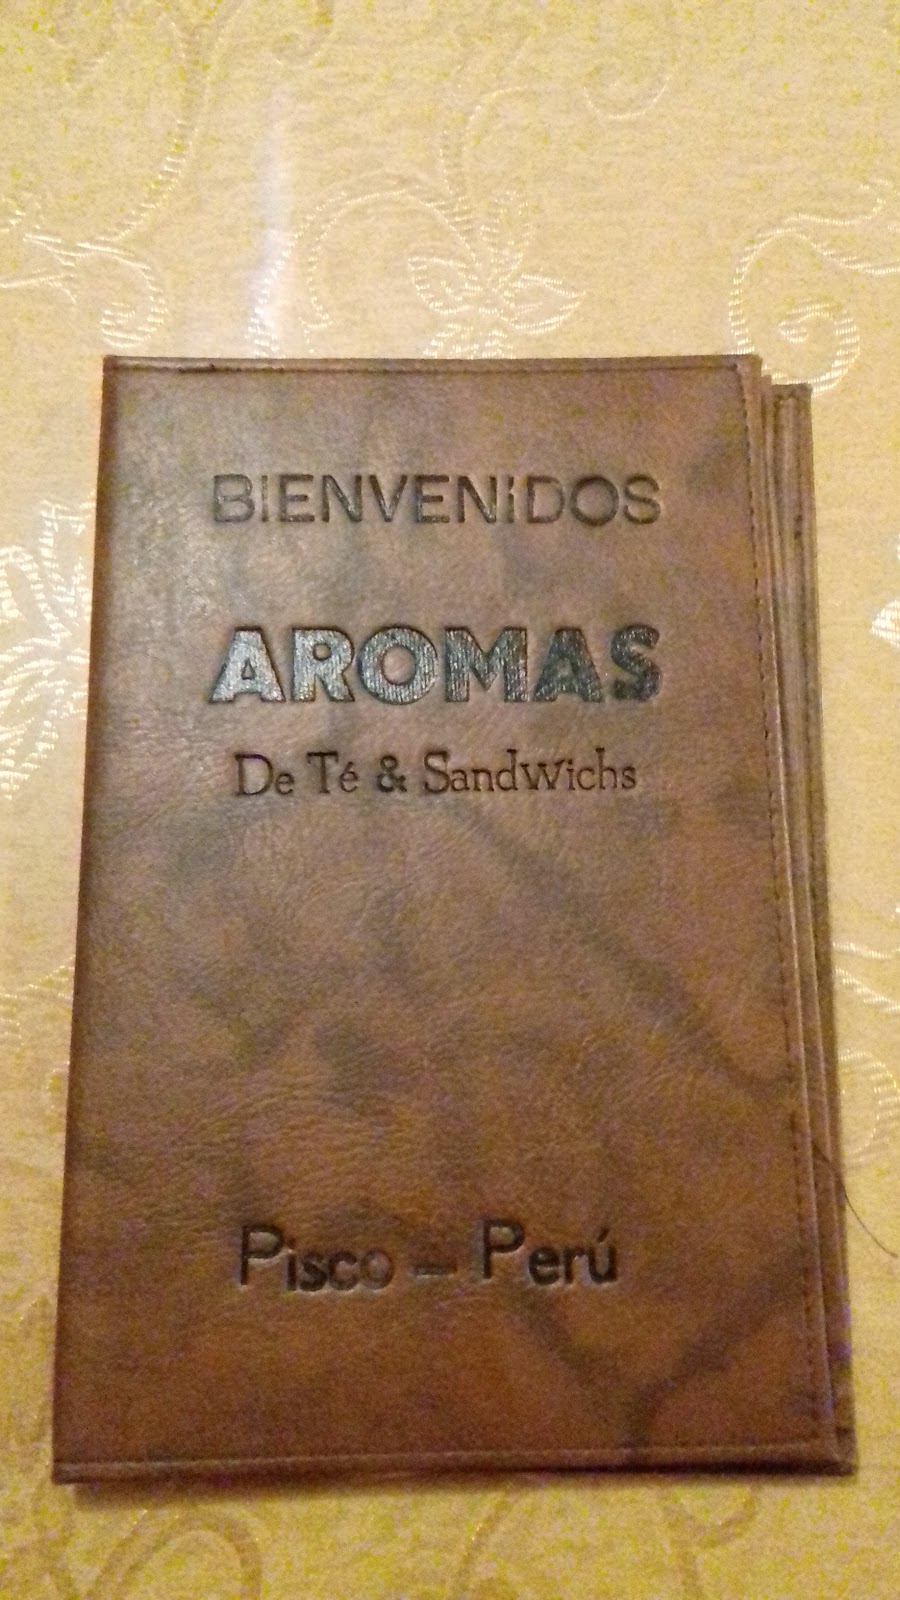 BIENVENiDOS
AROMAS
De Té & Sandwichs
Pisco - Perú